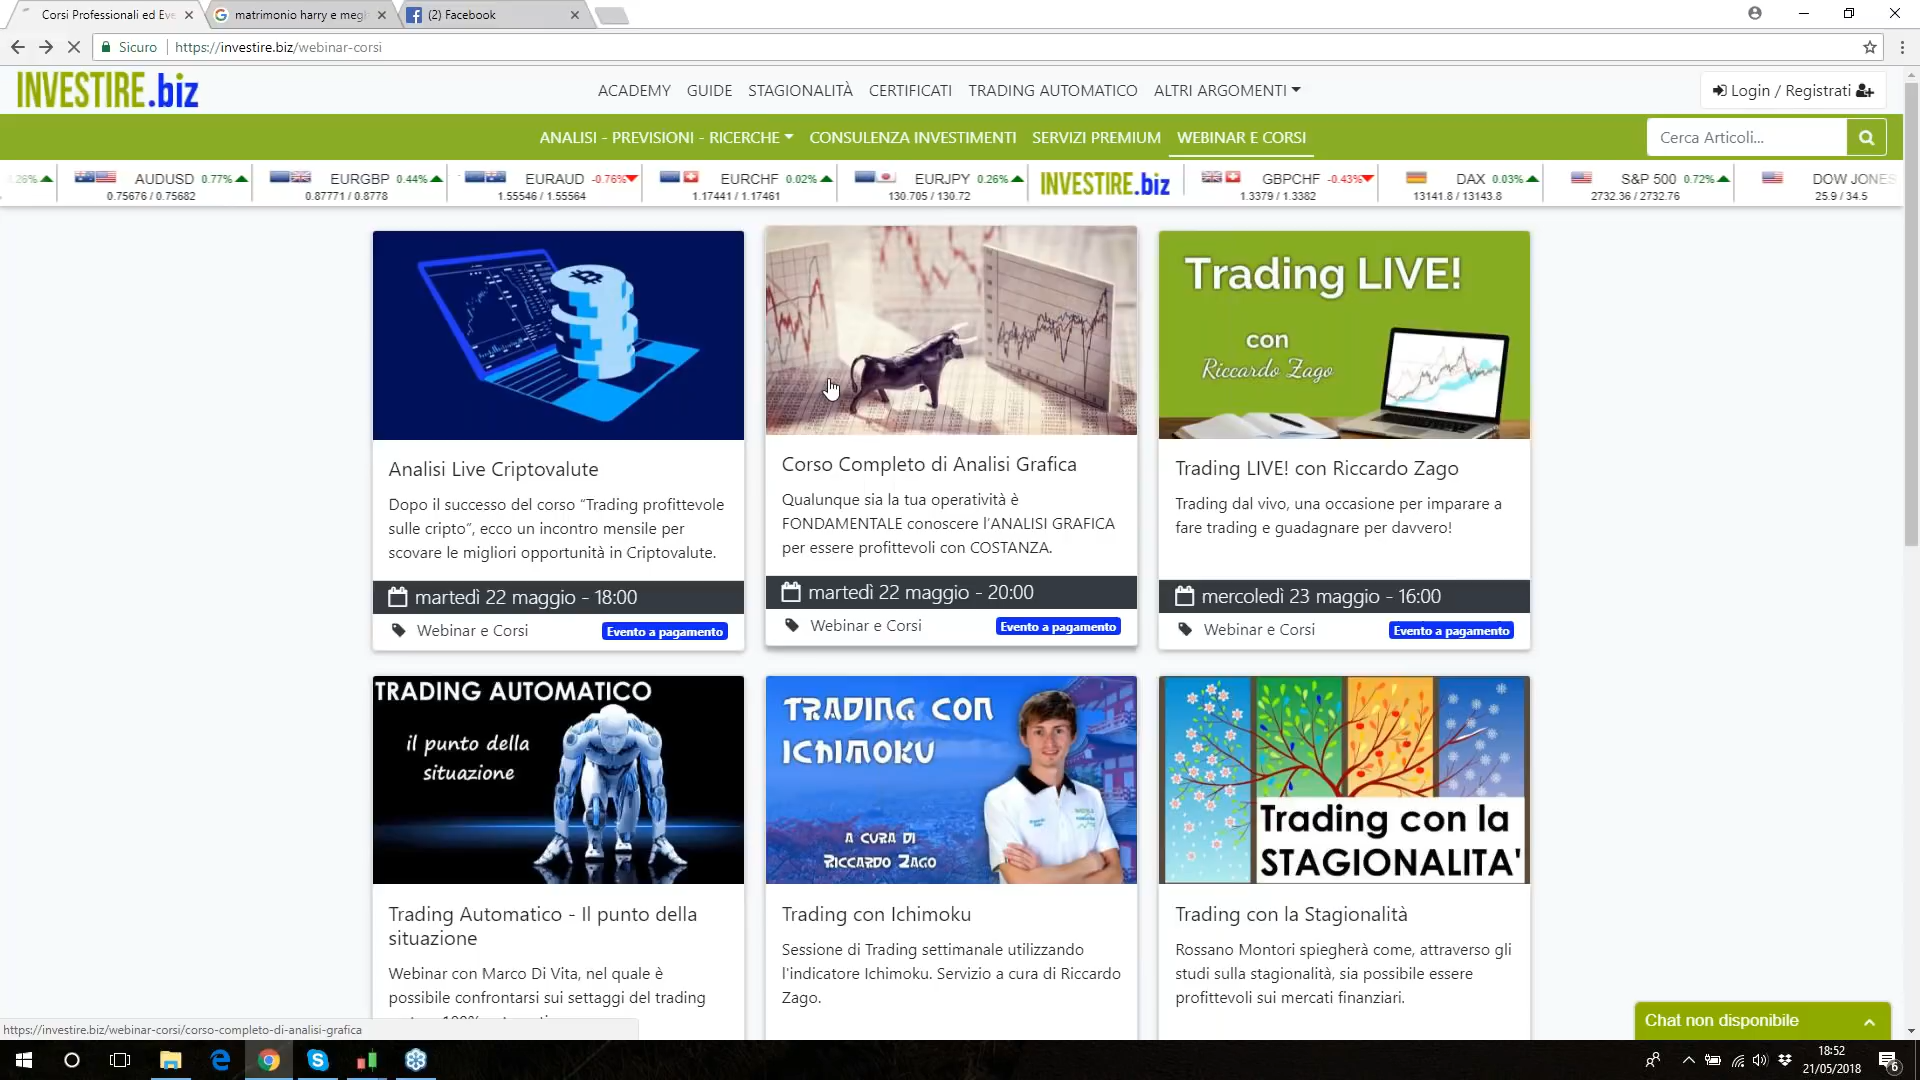 Corsi Professionali ed Eve
matrimonio harry e megh
(2) Facebook
Sicuro https://investire.biz/webinar-corsi
INVESTIRE.biz
ACADEMY GUIDE STAGIONALITÀ CERTIFICATI TRADING AUTOMATICO ALTRI ARGOMENTI
Login / Registrati
ANALISI - PREVISIONI - RICERCHE CONSULENZA INVESTIMENTI SERVIZI PREMIUM WEBINAR E CORSI
Cerca Articoli...
AUDUSD 0.77% EURGBP 0.44% EURAUD -0.76% EURCHF 0.02% EURJPY 0.26% INVESTIRE.biz GBPCHF -0.43% DAX 0.03% S&P 500 0.72% DOW JONES
0.75676 / 0.75682 0.87771 / 0.8778 1.55546 / 1.55564 1.17441 / 1.17461 130.705 / 130.72 1.3379 / 1.3382 13141.8 / 13143.8 2732.36 / 2732.76 25.9 / 34.5
Trading LIVE!
con
Riccardo Zago
Analisi Live Criptovalute
Dopo il successo del corso “Trading profittevole
sulle cripto”, ecco un incontro mensile per
scovare le migliori opportunità in Criptovalute.
martedì 22 maggio - 18:00
Webinar e Corsi Evento a pagamento
Corso Completo di Analisi Grafica
Qualunque sia la tua operatività è
FONDAMENTALE conoscere l'ANALISI GRAFICA
per essere profittevoli con COSTANZA.
martedì 22 maggio - 20:00
Webinar e Corsi Evento a pagamento
Trading LIVE! con Riccardo Zago
Trading dal vivo, una occasione per imparare a
fare trading e guadagnare per davvero!
mercoledì 23 maggio - 16:00
Webinar e Corsi Evento a pagamento
TRADING AUTOMATICO
il punto della
situazione
Trading Automatico - Il punto della
situazione
Webinar con Marco Di Vita, nel quale è
possibile confrontarsi sui settaggi del trading
TRADING CON
ICHIMOKU
A CURA DI
RICCARDO ZAGO
Trading con Ichimoku
Sessione di Trading settimanale utilizzando
l'indicatore Ichimoku. Servizio a cura di Riccardo
Zago.
Trading con la
STAGIONALITA'
Trading con la Stagionalità
Rossano Montori spiegherà come, attraverso gli
studi sulla stagionalità, sia possibile essere
profittevoli sui mercati finanziari.
Chat non disponibile
https://investire.biz/webinar-corsi/corso-completo-di-analisi-grafica
18:52
21/05/2018
6